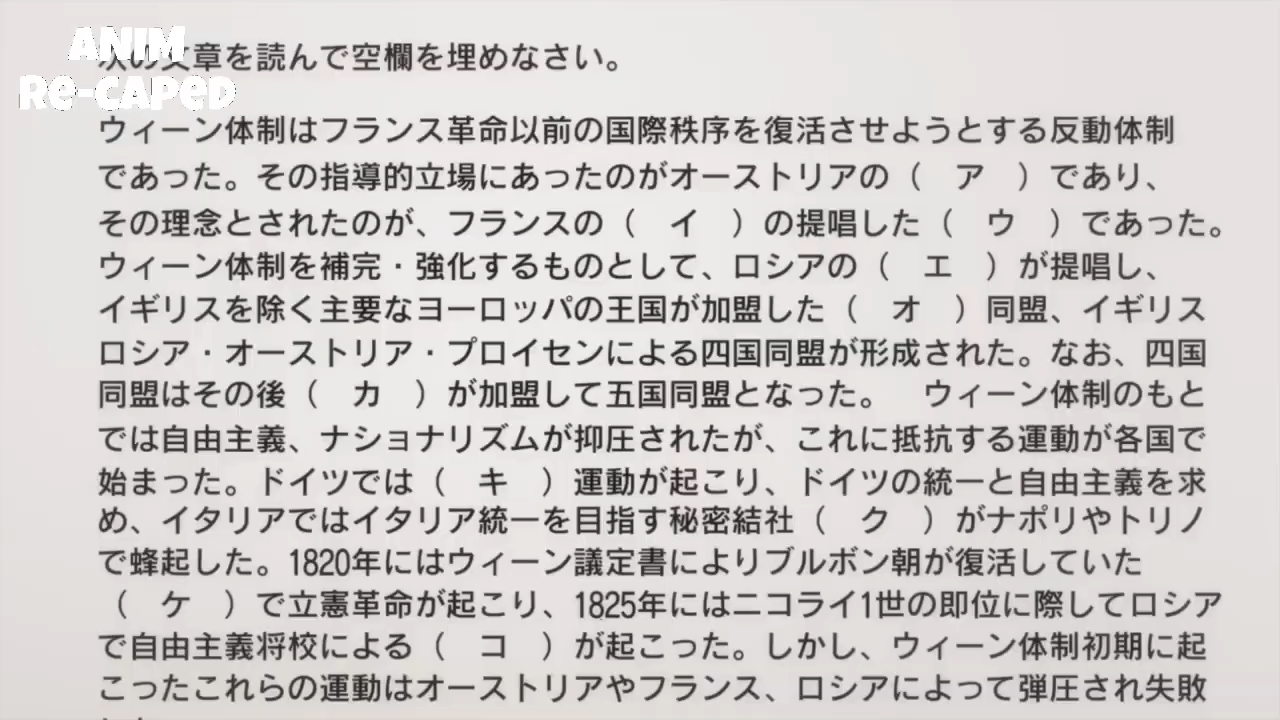 ANIM
Re-CAPED
次の文章を読んで空欄を埋めなさい。
ウィーン体制はフランス革命以前の国際秩序を復活させようとする反動体制
であった。その指導的立場にあったのがオーストリアの（　ア　）であり、
その理念とされたのが、フランスの（　イ　）の提唱した（　ウ　）であった。
ウィーン体制を補完・強化するものとして、ロシアの（　エ　）が提唱し、
イギリスを除く主要なヨーロッパの王国が加盟した（　オ　）同盟、イギリス
ロシア・オーストリア・プロイセンによる四国同盟が形成された。なお、四国
同盟はその後（　カ　）が加盟して五国同盟となった。　ウィーン体制のもと
では自由主義、ナショナリズムが抑圧されたが、これに抵抗する運動が各国で
始まった。ドイツでは（　キ　）運動が起こり、ドイツの統一と自由主義を求
め、イタリアではイタリア統一を目指す秘密結社（　ク　）がナポリやトリノ
で蜂起した。1820年にはウィーン議定書によりブルボン朝が復活していた
（　ケ　）で立憲革命が起こり、1825年にはニコライ1世の即位に際してロシア
で自由主義将校による（　コ　）が起こった。しかし、ウィーン体制初期に起
こったこれらの運動はオーストリアやフランス、ロシアによって弾圧され失敗